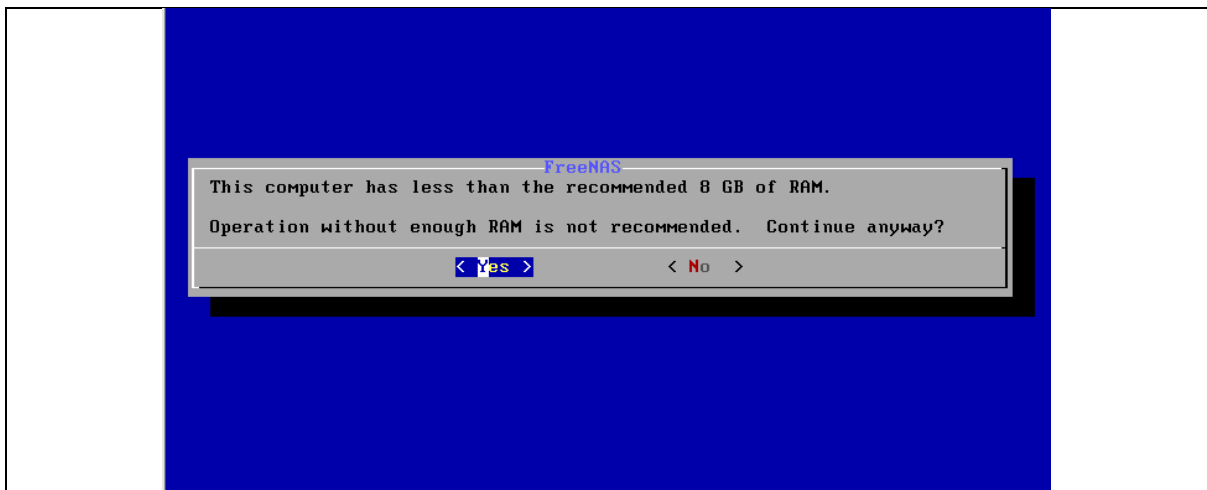 FreeNAS
This computer has less than the recommended 8 GB of RAM.
Operation without enough RAM is not recommended.  Continue anyway?
< Yes >    < No  >